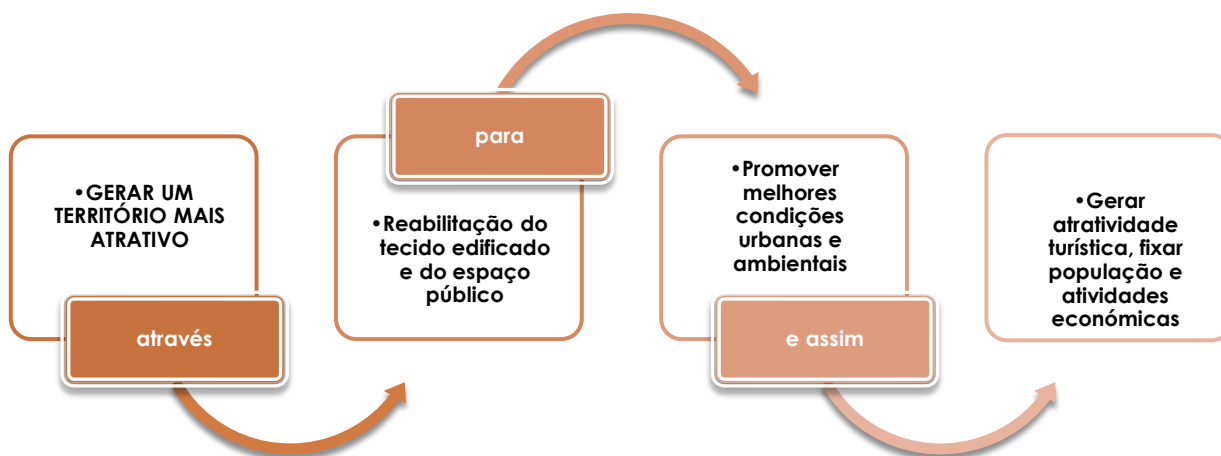 •GERAR UM
TERRITÓRIO MAIS
ATRATIVO
através
para
•Reabilitação do
tecido edificado
e do espaço
público
•Promover
melhores
condições
urbanas e
ambientais
e assim
•Gerar
atratividade
turística, fixar
população e
atividades
económicas